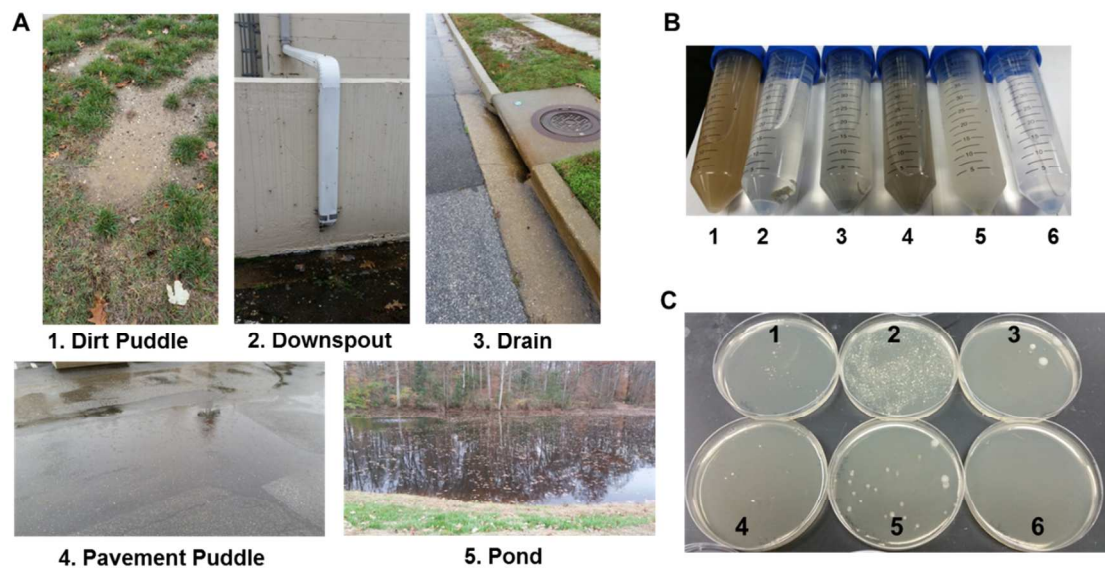 A
B
1. Dirt Puddle
2. Downspout
3. Drain
1 2 3 4 5 6
C
4. Pavement Puddle
5. Pond
1 2 3
4 5 6